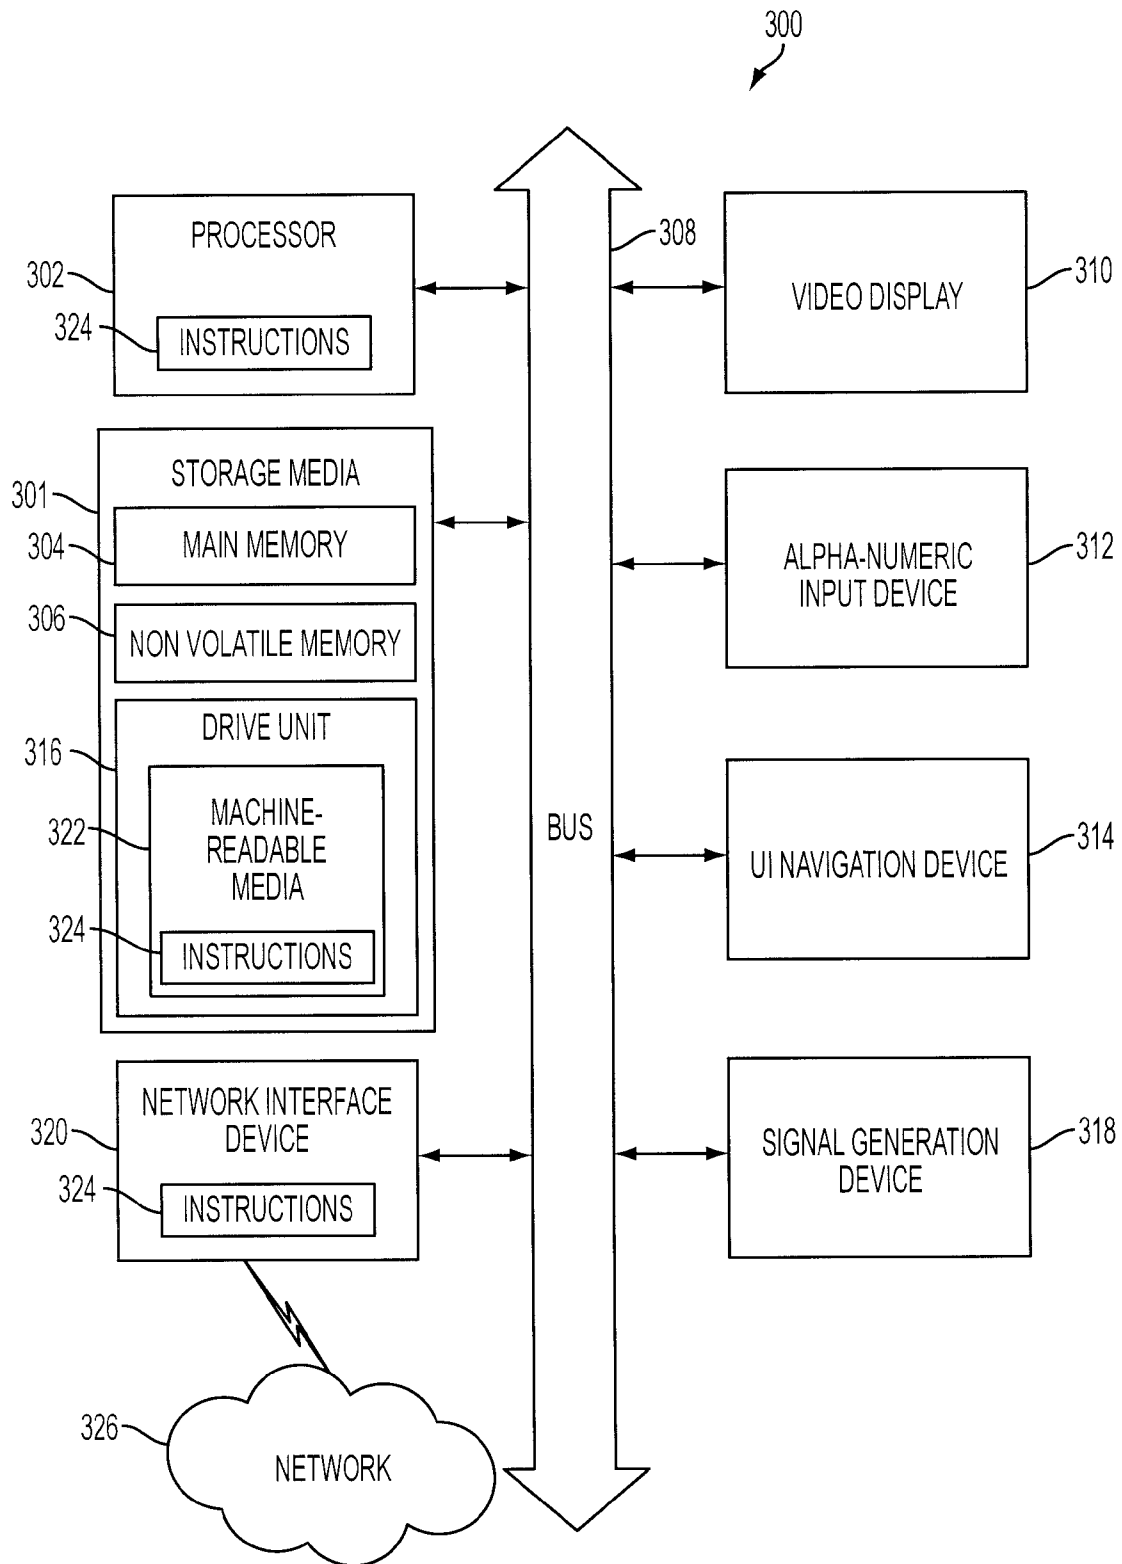 300
PROCESSOR
302
324
INSTRUCTIONS
STORAGE MEDIA
301
MAIN MEMORY
304
306
NON VOLATILE MEMORY
DRIVE UNIT
316
MACHINE-
READABLE
MEDIA
322
324
INSTRUCTIONS
NETWORK INTERFACE
DEVICE
320
324
INSTRUCTIONS
326
NETWORK
BUS
308
VIDEO DISPLAY
310
ALPHA-NUMERIC
INPUT DEVICE
312
UI NAVIGATION DEVICE
314
SIGNAL GENERATION
DEVICE
318